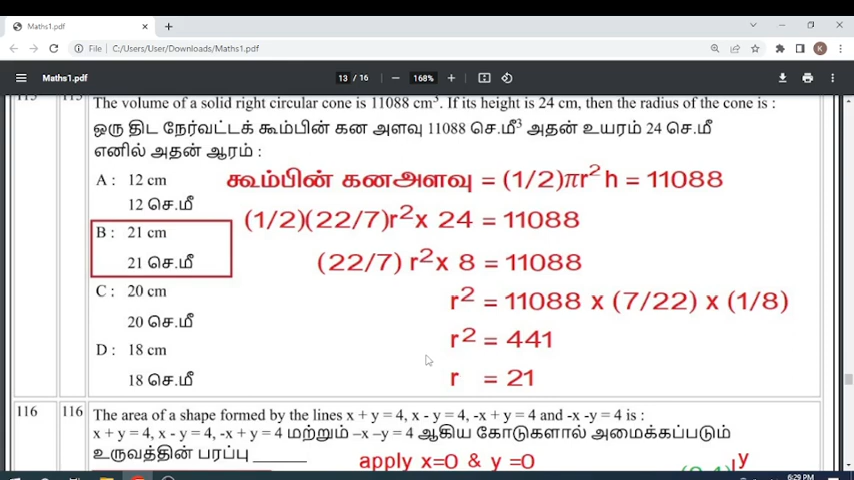 Maths1.pdf
File C:/Users/User/Downloads/Maths1.pdf
K
Maths1.pdf 13 / 16 168%
The volume of a solid right circular cone is 11088 cm³. If its height is 24 cm, then the radius of the cone is :
ஒரு திட நேர்வட்டக் கூம்பின் கன அளவு 11088 செ.மீ³ அதன் உயரம் 24 செ.மீ
எனில் அதன் ஆரம் :
A : 12 cm
12 செ.மீ
கூம்பின் கனஅளவு = (1/2)πr²h = 11088
B : 21 cm
21 செ.மீ
(1/2)(22/7)r²x 24 = 11088
(22/7) r²x 8 = 11088
C : 20 cm
20 செ.மீ
r² = 11088 x (7/22) x (1/8)
r² = 441
D : 18 cm
18 செ.மீ
r = 21
116 116 The area of a shape formed by the lines x + y = 4, x - y = 4, -x + y = 4 and -x -y = 4 is :
x + y = 4, x - y = 4, -x + y = 4 மற்றும் –x –y = 4 ஆகிய கோடுகளால் அமைக்கப்படும்
உருவத்தின் பரப்பு ______
apply x=0 & y =0
y
6:29 PM